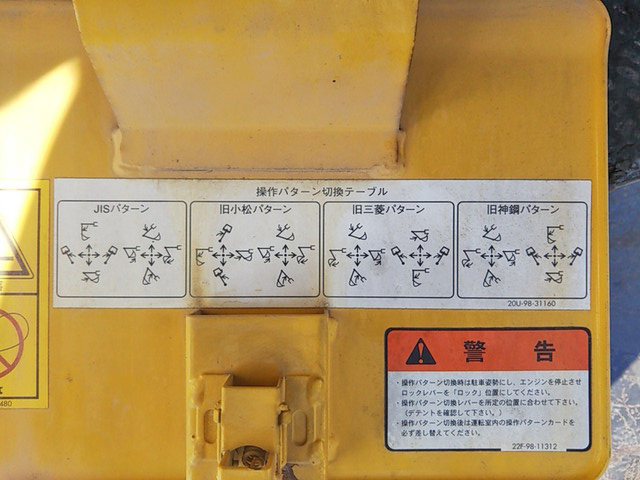 操作パターン切換テーブル
JISパターン
旧小松パターン
旧三菱パターン
旧神鋼パターン
20U-98-31160
警告
・操作パターン切換時は駐車姿勢にし、エンジンを停止させ
ロックレバーを「ロック」位置にしてください。
・操作パターン切換レバーを所定の位置に合わせて下さい。
(デテントを確認して下さい。)
・操作パターン切換後は運転室内の操作パターンカードを
必ず差し替えてください。
22F-98-11312
480